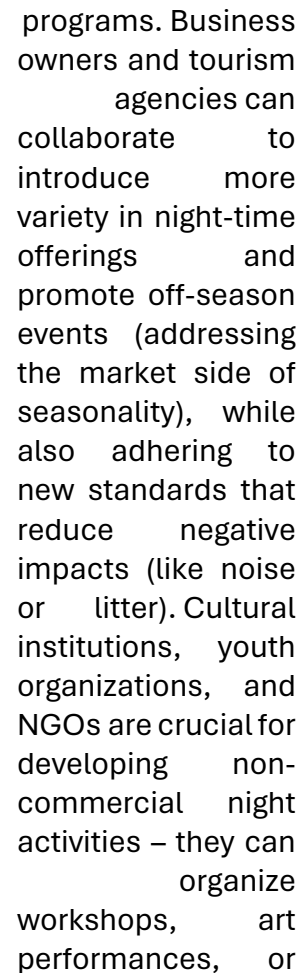 programs. Business
owners and tourism
agencies can
collaborate to
introduce more
variety in night-time
offerings and
promote off-season
events (addressing
the market side of
seasonality), while
also adhering to
new standards that
reduce negative
impacts (like noise
or litter). Cultural
institutions, youth
organizations, and
NGOs are crucial for
developing non-
commercial night
activities – they can
organize
workshops, art
performances, or